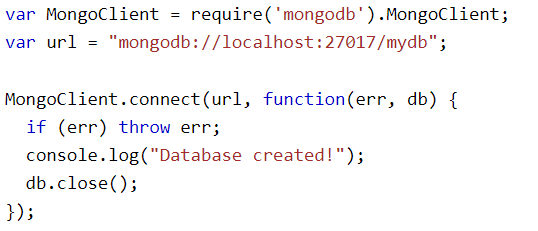 var MongoClient = require('mongodb').MongoClient;
var url = "mongodb://localhost:27017/mydb";

MongoClient.connect(url, function(err, db) {
  if (err) throw err;
  console.log("Database created!");
  db.close();
});